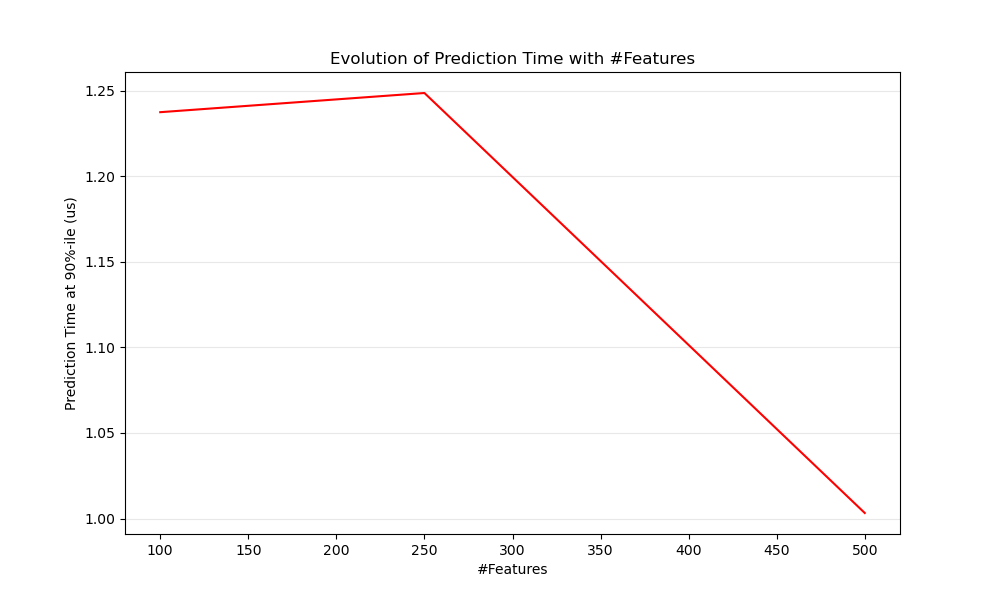 Evolution of Prediction Time with #Features
Prediction Time at 90%-ile (us)
1.25
1.20
1.15
1.10
1.05
1.00
100 150 200 250 300 350 400 450 500
#Features